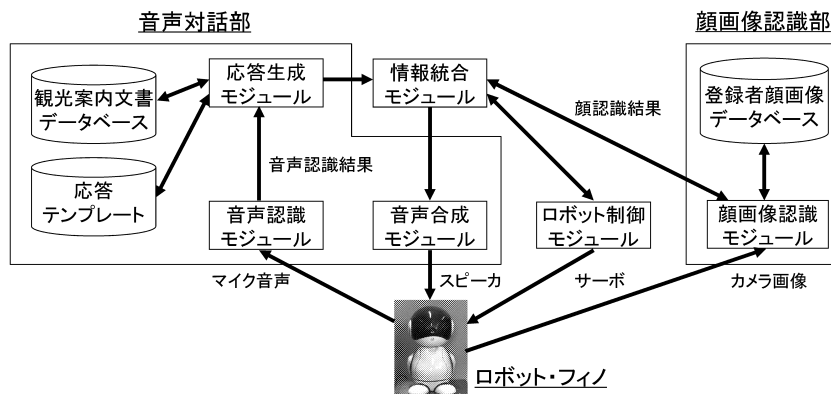 音声対話部
顔画像認識部
観光案内文書
データベース
応答生成
モジュール
情報統合
モジュール
登録者顔画像
データベース
顔認識結果
音声認識結果
応答
テンプレート
音声認識
モジュール
音声合成
モジュール
ロボット制御
モジュール
顔画像認識
モジュール
マイク音声
スピーカ
サーボ
カメラ画像
ロボット・フィノ